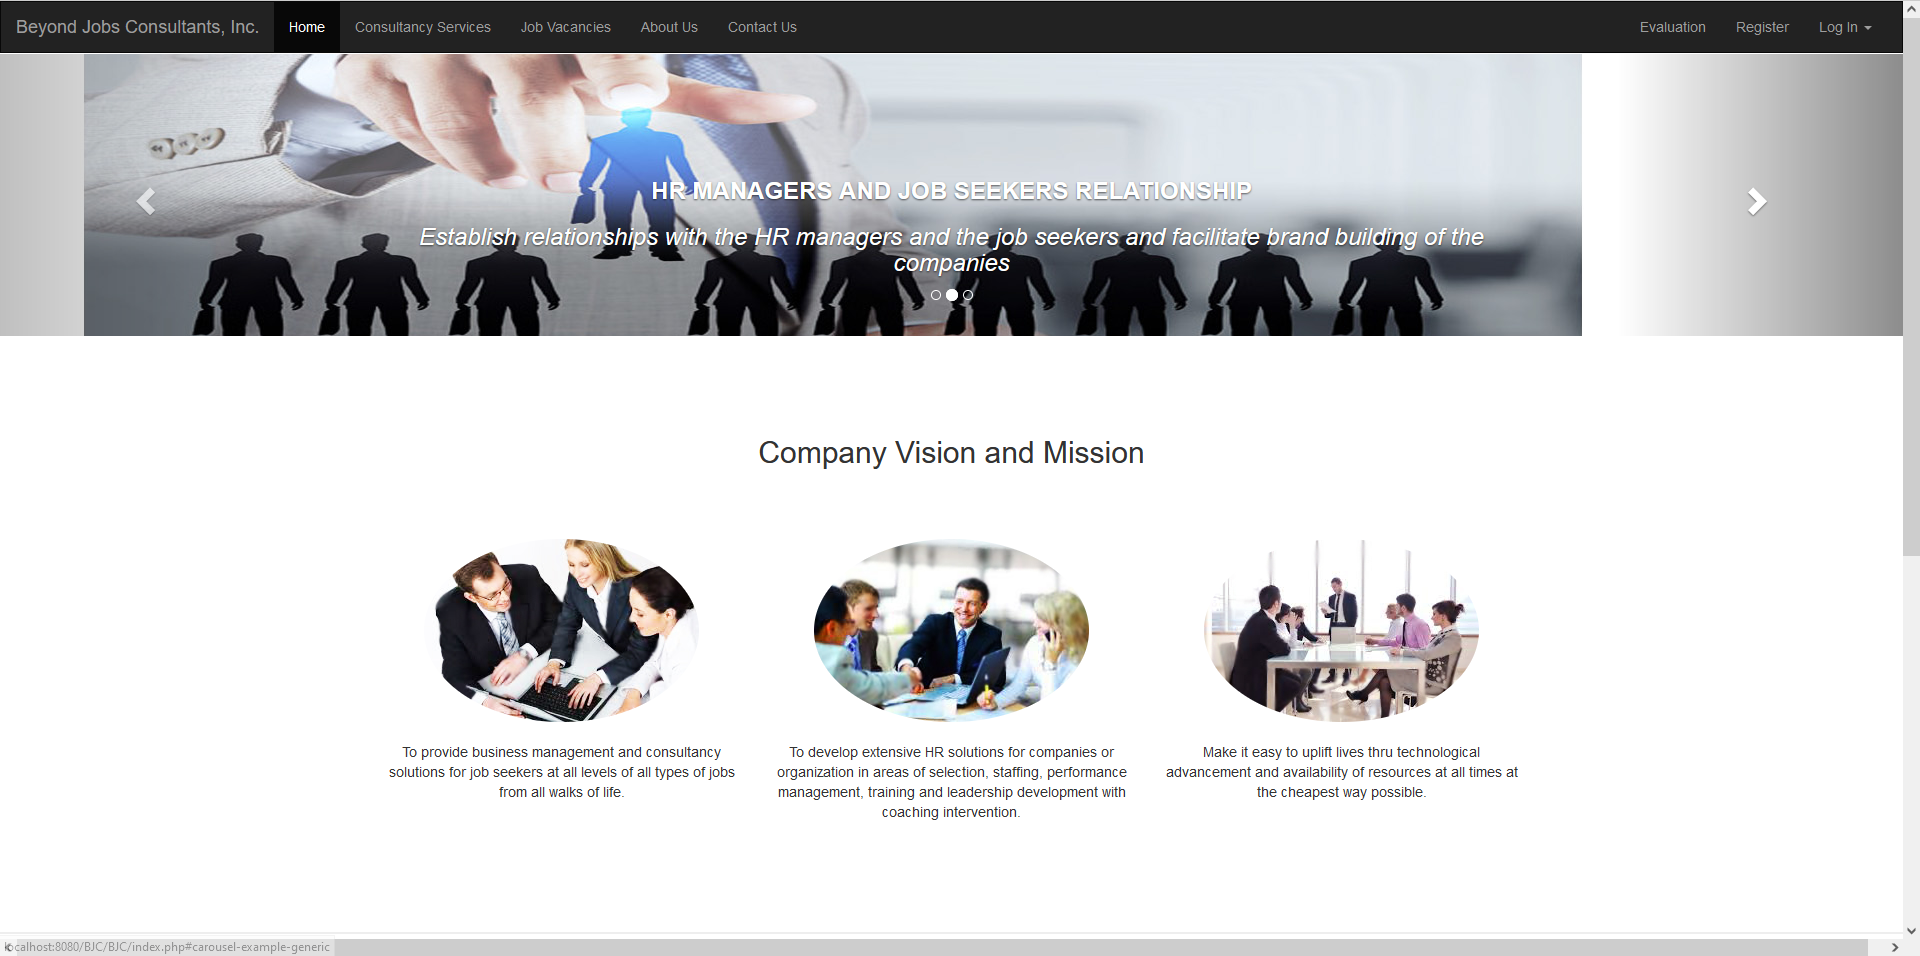 Beyond Jobs Consultants, Inc. Home Consultancy Services Job Vacancies About Us Contact Us Evaluation Register Log In
HR MANAGERS AND JOB SEEKERS RELATIONSHIP
Establish relationships with the HR managers and the job seekers and facilitate brand building of the
companies
Company Vision and Mission
To provide business management and consultancy
solutions for job seekers at all levels of all types of jobs
from all walks of life.
To develop extensive HR solutions for companies or
organization in areas of selection, staffing, performance
management, training and leadership development with
coaching intervention.
Make it easy to uplift lives thru technological
advancement and availability of resources at all times at
the cheapest way possible.
localhost:8080/BJC/BJC/index.php#carousel-example-generic